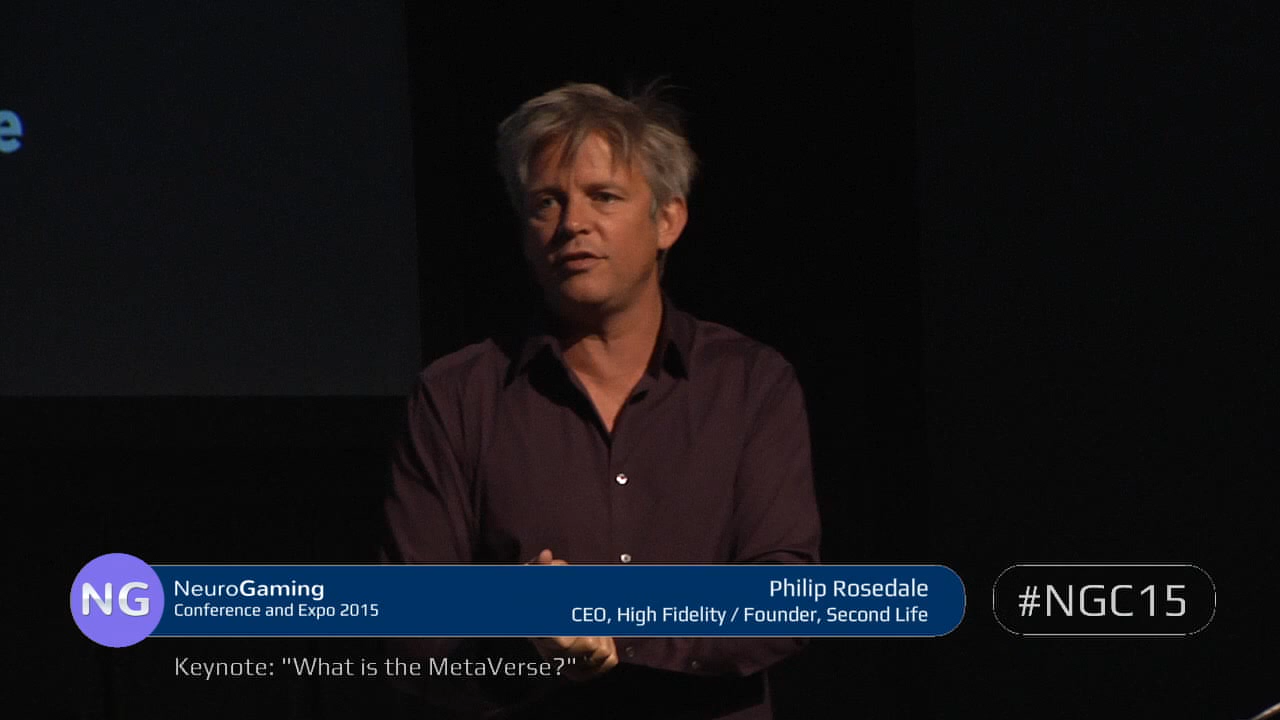 e
NG
NeuroGaming
Conference and Expo 2015
Philip Rosedale
CEO, High Fidelity / Founder, Second Life
#NGC15
Keynote: "What is the MetaVerse?"